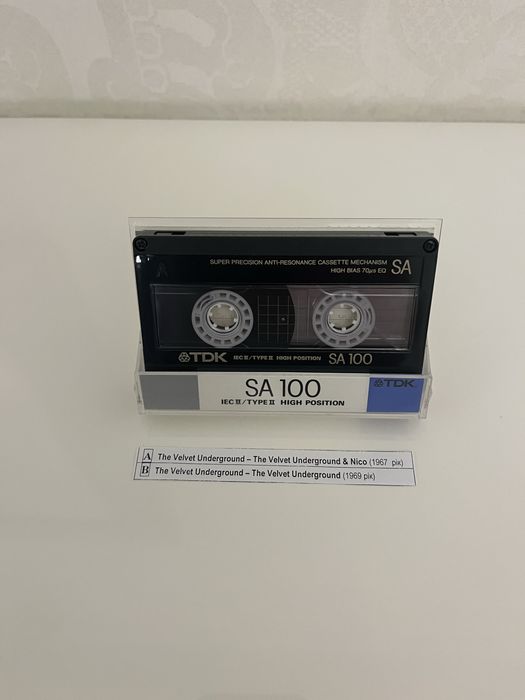 A
SUPER PRECISION ANTI-RESONANCE CASSETTE MECHANISM
HIGH BIAS 70µs EQ SA
TDK IEC II/TYPE II HIGH POSITION SA 100
SA 100
IEC II/TYPE II HIGH POSITION
TDK
A The Velvet Underground – The Velvet Underground & Nico (1967 рік)
B The Velvet Underground – The Velvet Underground (1969 рік)